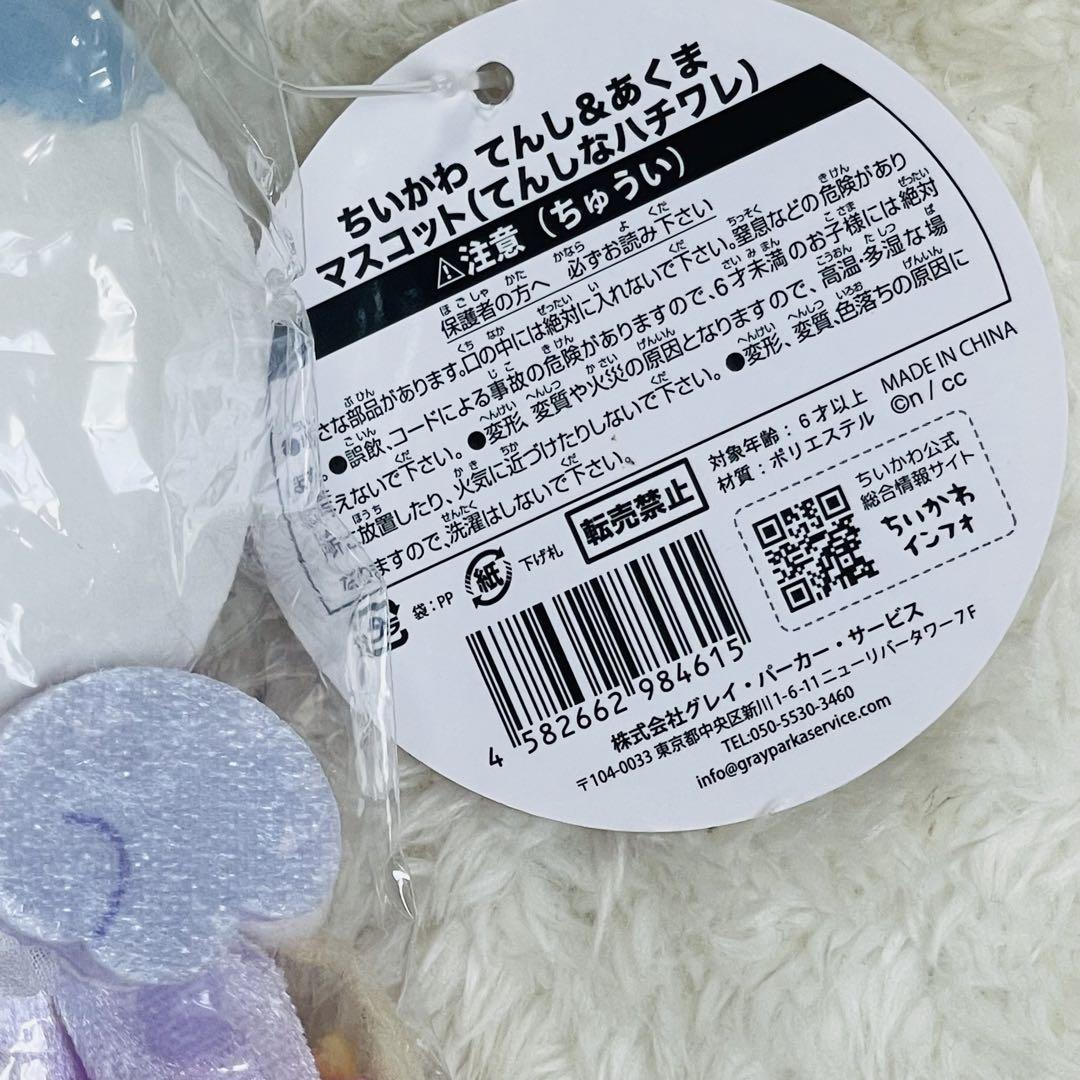 ちいかわ てんし&あくま
マスコット(てんしなハチワレ)
⚠注意 (ちゅうい)
保護者の方へ 必ずお読み下さい
さな部品があります。口の中には絶対に入れないで下さい。窒息などの危険があり
。●誤飲、コードによる事故の危険がありますので、6才未満のお子様には絶対
与えないで下さい。●変形、変質や火災の原因となりますので、高温・多湿な場
放置したり、火気に近づけたりしないで下さい。●変形、変質、色落ちの原因に
なりますので、洗濯はしないで下さい。
対象年齢:6才以上
材質:ポリエステル
MADE IN CHINA
©n / cc
プラ
袋:PP
紙
下げ札
転売禁止
ちいかわ公式
総合情報サイト
ちいかわ
インフォ
4 582662 984615
株式会社グレイ・パーカー・サービス
〒104-0033 東京都中央区新川1-6-11ニューリバータワー7F
TEL:050-5530-3460
info@grayparkaservice.com